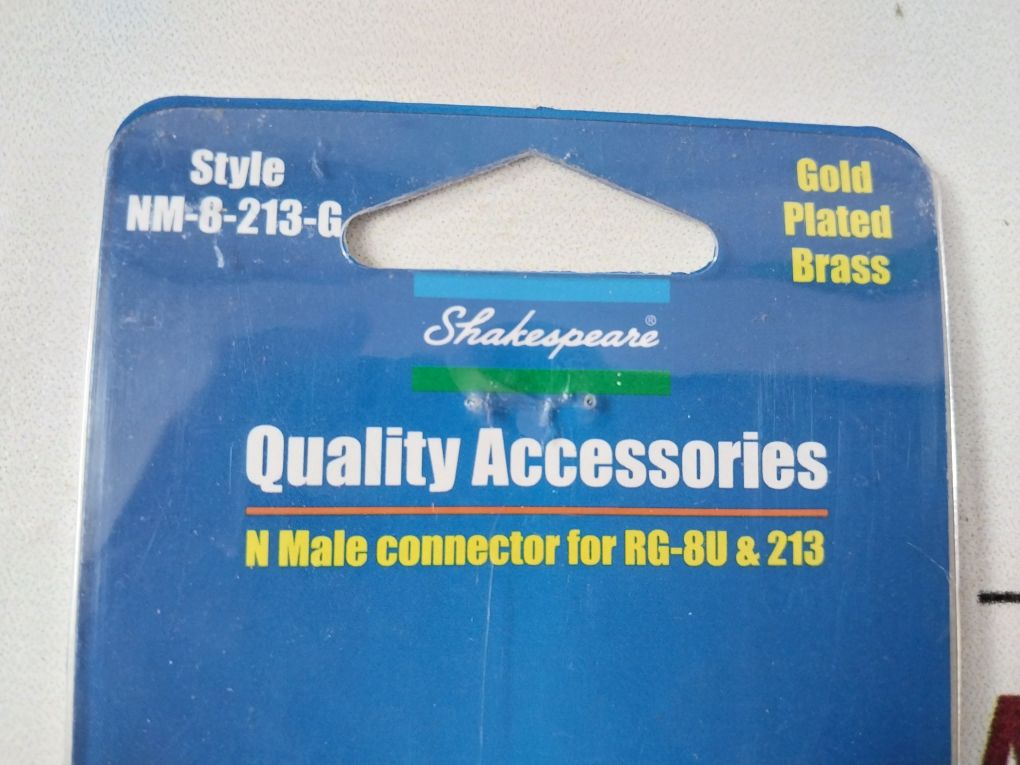 Style
NM-8-213-G
Gold
Plated
Brass
Shakespeare®
Quality Accessories
N Male connector for RG-8U & 213